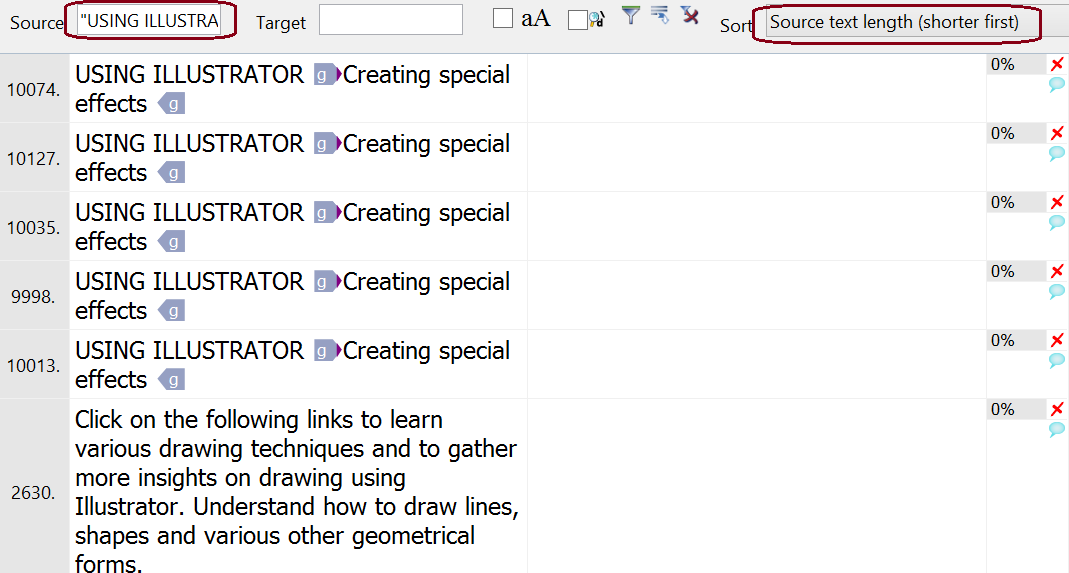 Source "USING ILLUSTRA Target aA Sort Source text length (shorter first)
10074. USING ILLUSTRATOR g Creating special 0%
effects g
10127. USING ILLUSTRATOR g Creating special 0%
effects g
10035. USING ILLUSTRATOR g Creating special 0%
effects g
9998. USING ILLUSTRATOR g Creating special 0%
effects g
10013. USING ILLUSTRATOR g Creating special 0%
effects g
Click on the following links to learn 0%
various drawing techniques and to gather
more insights on drawing using
2630. Illustrator. Understand how to draw lines,
shapes and various other geometrical
forms.